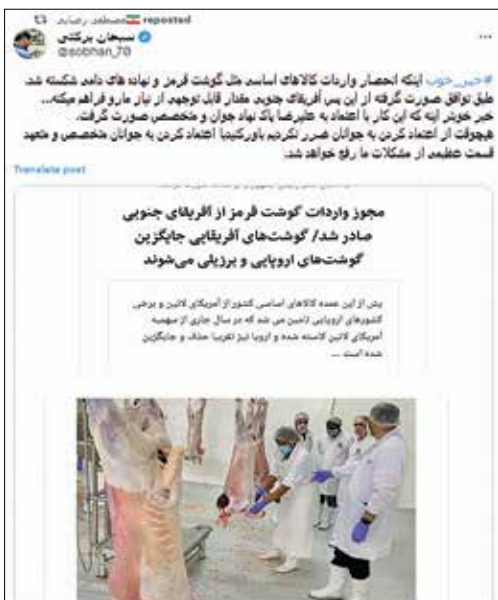 مصطفی رضایی reposted
سبحان برکتی
@sobhan_70
#خبر_خوب اینکه انحصار واردات کالاهای اساسی مثل گوشت قرمز و نهاده های دامی شکسته شد.
طبق توافق صورت گرفته از این پس آفریقای جنوبی مقدار قابل توجهی از نیاز مارو فراهم میکنه...
خبر خوبتر اینه که این کار با اعتماد به علیرضا پاک نهاد جوان و متخصص صورت گرفت.
هیچوقت از اعتماد کردن به جوانان ضرر نکردیم باورکنیدبا اعتماد کردن به جوانان متخصص و متعهد
قسمت عظیمی از مشکلات ما رفع خواهد شد.
Translate post
مجوز واردات گوشت قرمز از آفریقای جنوبی
صادر شد/ گوشت‌های آفریقایی جایگزین
گوشت‌های اروپایی و برزیلی می‌شوند
پیش از این عمده کالاهای اساسی کشور از آمریکای لاتین و برخی
کشورهای اروپایی تامین می شد که در سال جاری از سهمیه
آمریکای لاتین کاسته شده و اروپا نیز تقریبا حذف و جایگزین
شده است ...